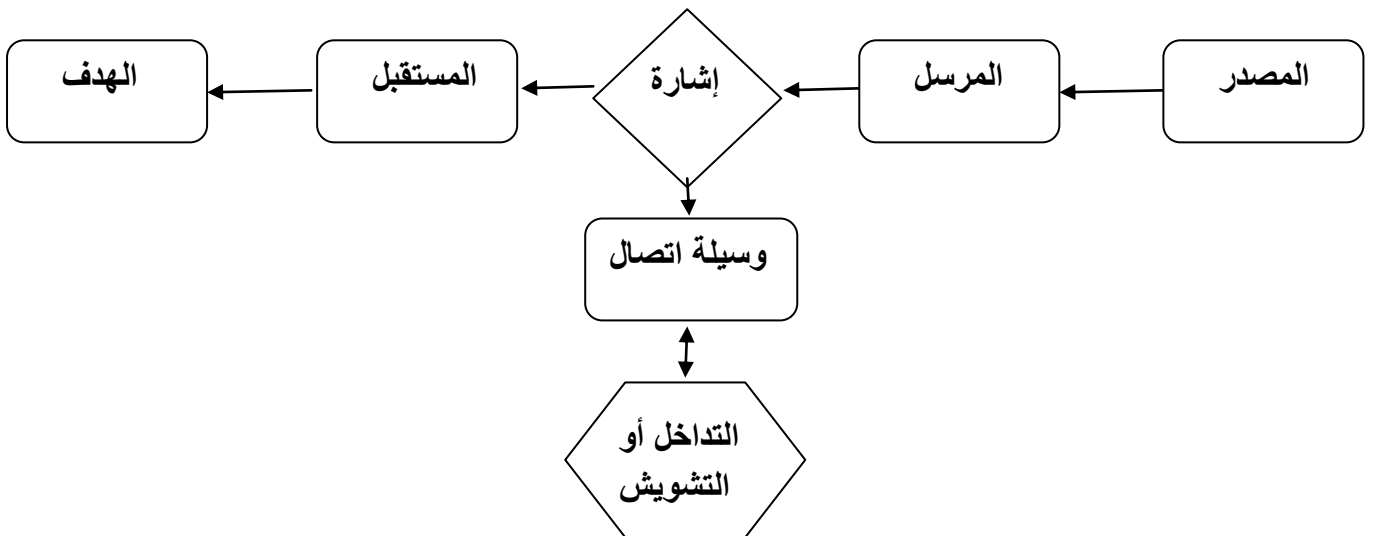 المصدر
المرسل
إشارة
المستقبل
الهدف
وسيلة اتصال
التداخل أو
التشويش